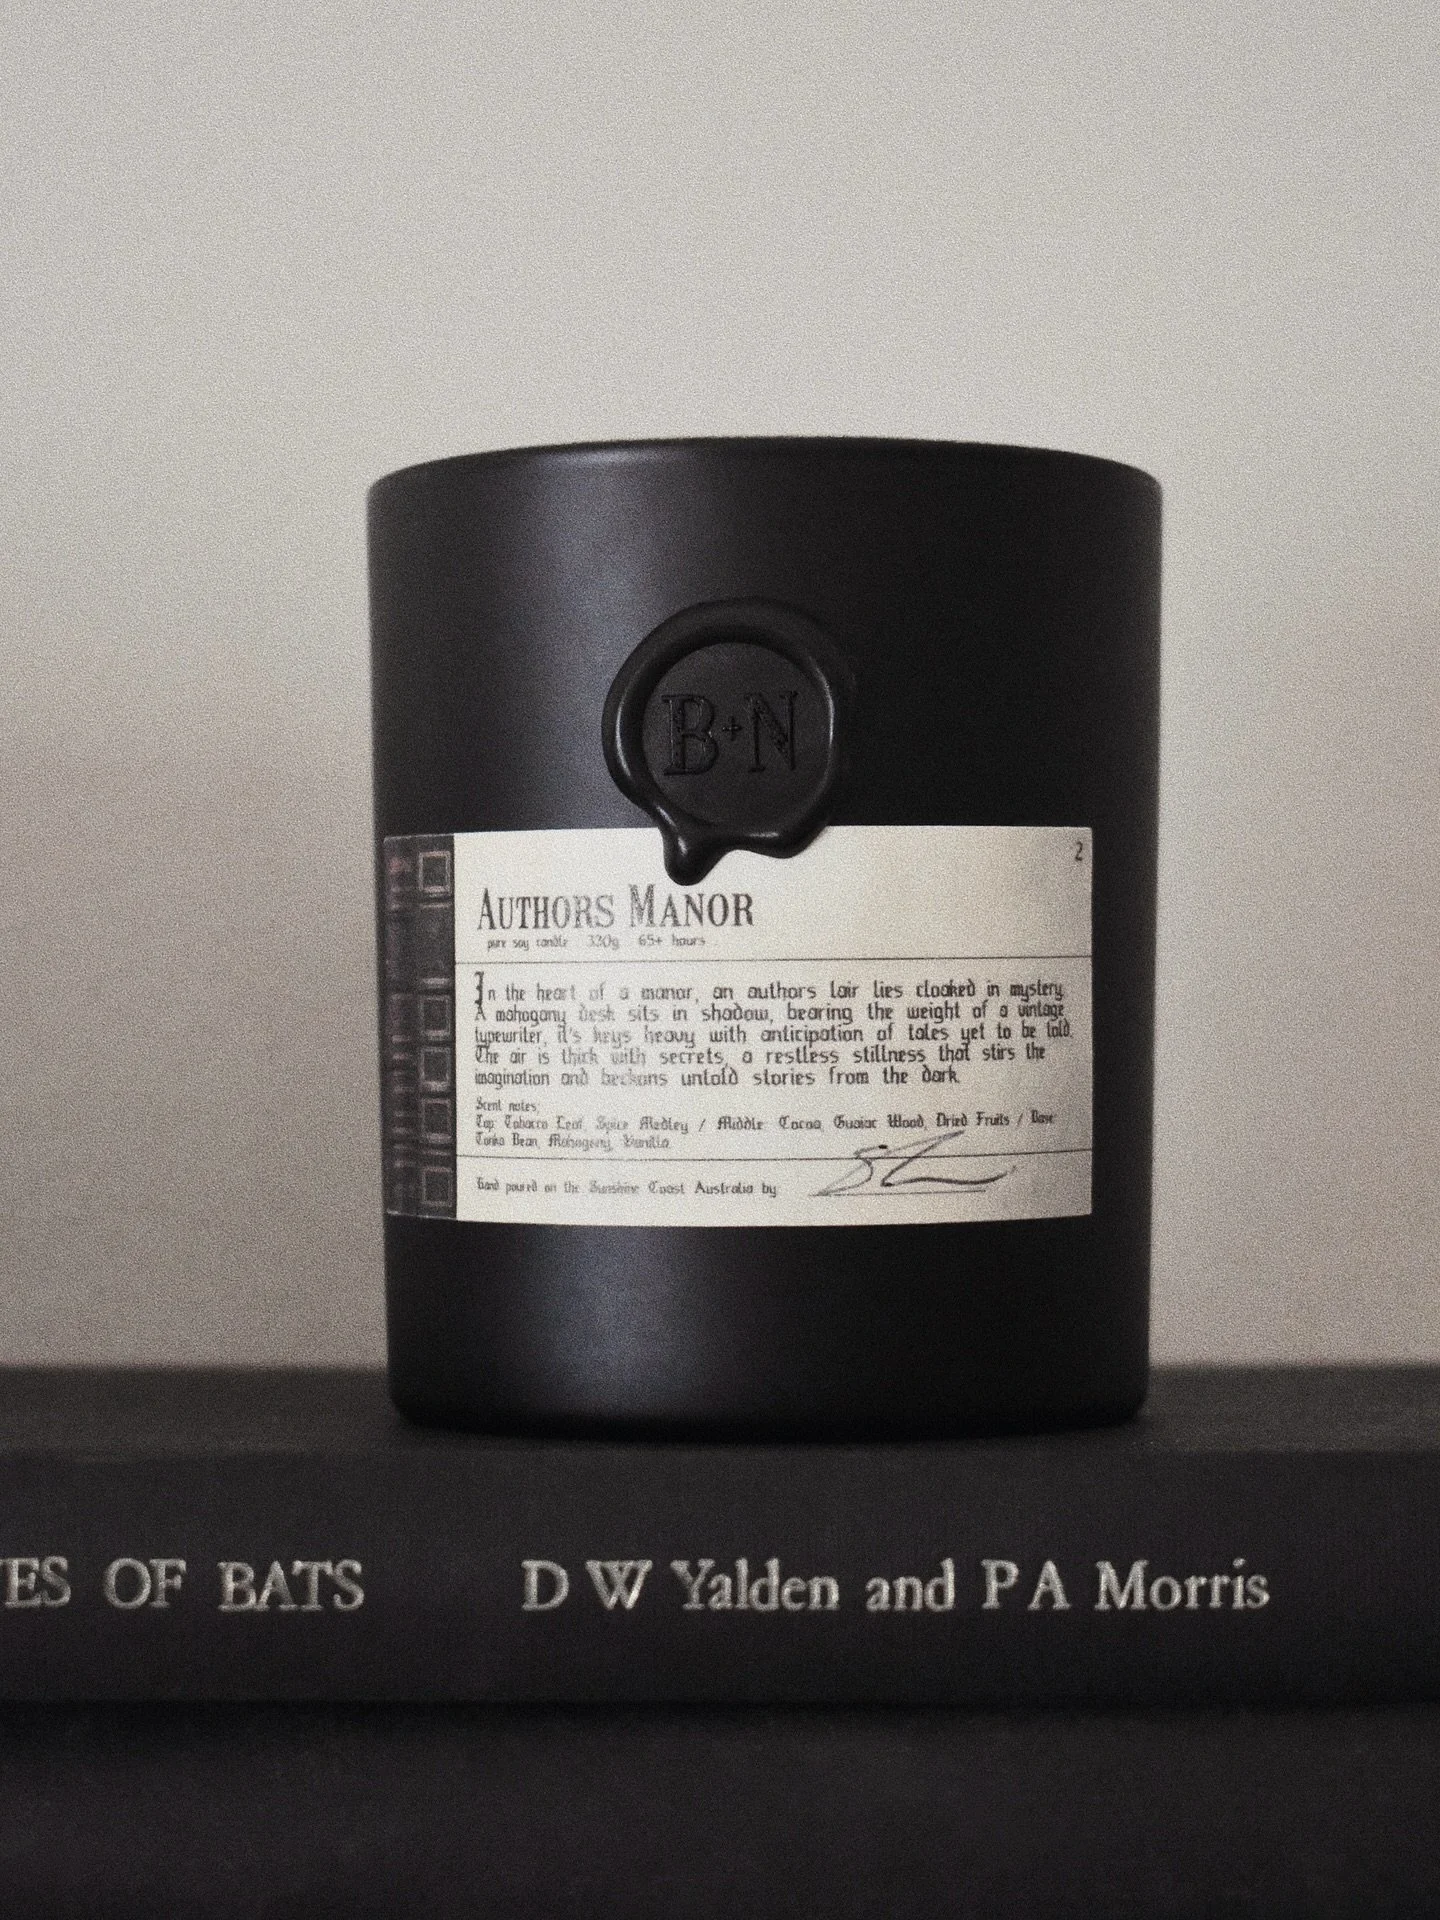 B+N
2
AUTHORS MANOR
pure soy candle 320g 65+ hours
In the heart of a manor, an authors lair lies cloaked in mystery.
A mahogany desk sits in shadow, bearing the weight of a vintage
typewriter, it's keys heavy with anticipation of tales yet to be told.
The air is thick with secrets, a restless stillness that stirs the
imagination and beckons untold stories from the dark.
Scent notes:
Top: Tobacco Leaf, Spice Medley / Middle: Cocoa, Guaiac Wood, Dried Fruits / Base:
Tonka Bean, Mahogany, Vanilla
Hand poured on the Sunshine Coast Australia by:
VES OF BATS D W Yalden and P A Morris